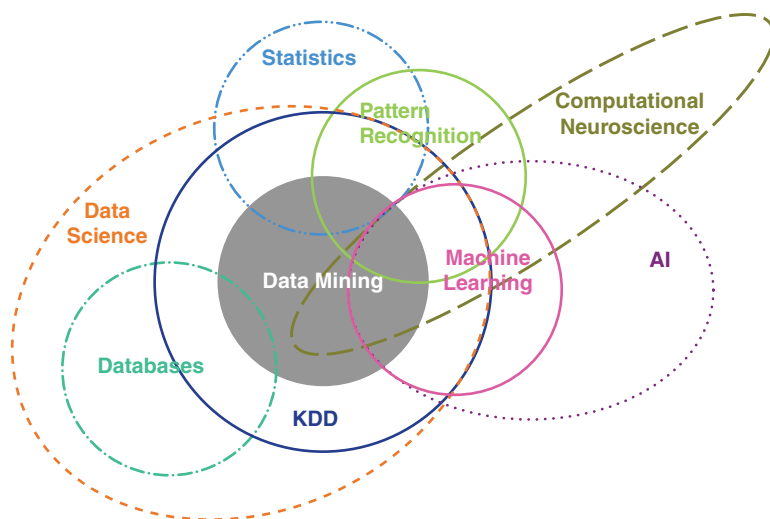 Statistics
Pattern
Recognition
Computational
Neuroscience
Data
Science
Machine
Learning
AI
Data Mining
Databases
KDD